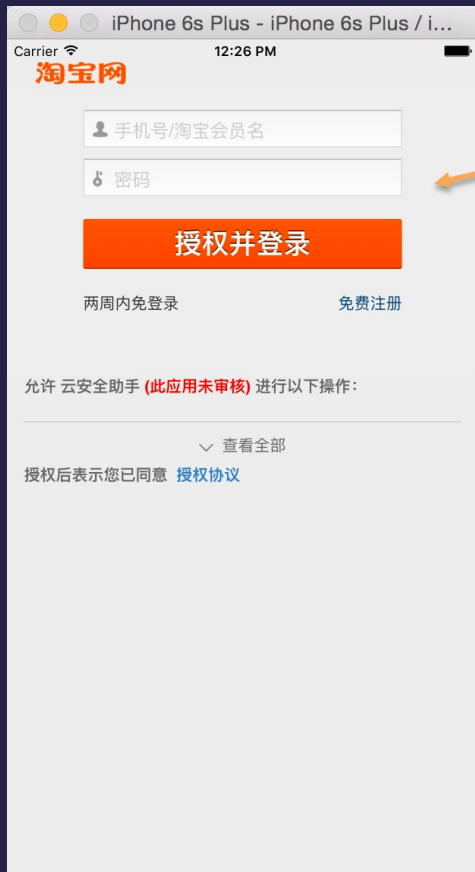 iPhone 6s Plus - iPhone 6s Plus / i...
Carrier 12:26 PM
淘宝网
手机号/淘宝会员名
密码
授权并登录
两周内免登录 免费注册
允许 云安全助手 (此应用未审核) 进行以下操作：
查看全部
授权后表示您已同意 授权协议